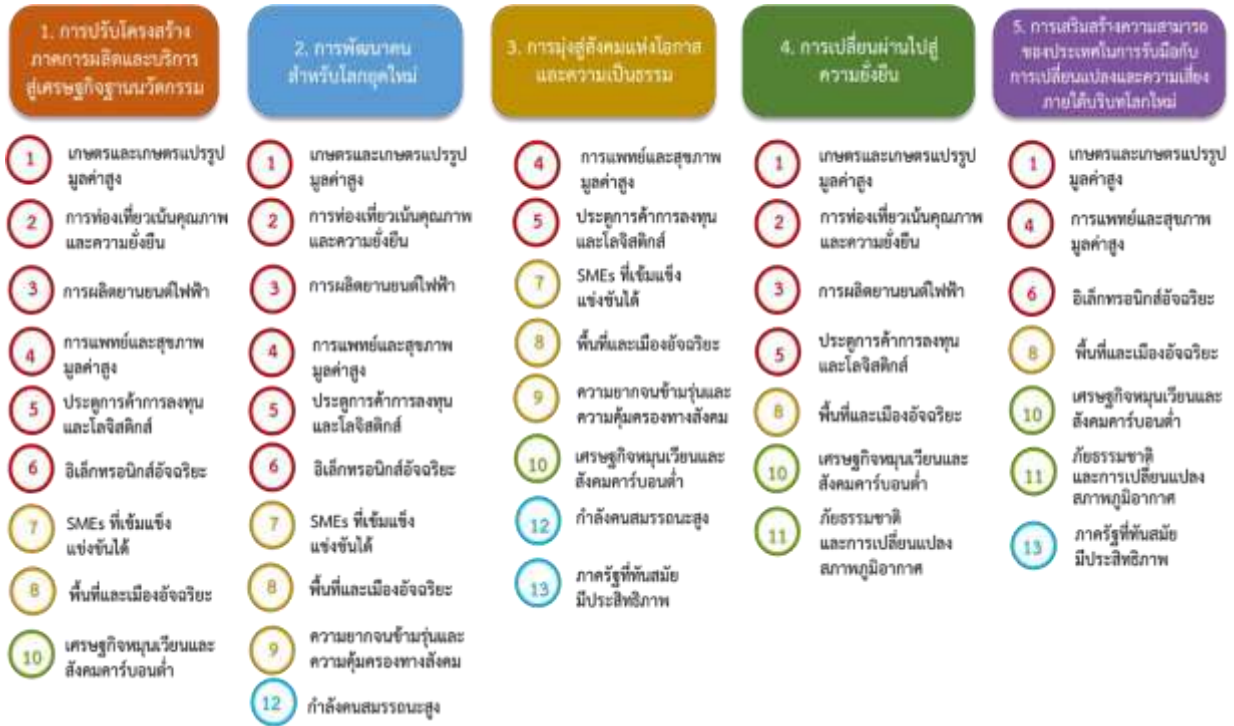 1. การปรับโครงสร้าง
ภาคการผลิตและบริการ
สู่เศรษฐกิจฐานนวัตกรรม
1
เกษตรและเกษตรแปรรูป
มูลค่าสูง
2
การท่องเที่ยวเน้นคุณภาพ
และความยั่งยืน
3
การผลิตยานยนต์ไฟฟ้า
4
การแพทย์และสุขภาพ
มูลค่าสูง
5
ประตูการค้าการลงทุน
และโลจิสติกส์
6
อิเล็กทรอนิกส์อัจฉริยะ
7
SMEs ที่เข้มแข็ง
แข่งขันได้
8
พื้นที่และเมืองอัจฉริยะ
10
เศรษฐกิจหมุนเวียนและ
สังคมคาร์บอนต่ำ
2. การพัฒนาคน
สำหรับโลกยุคใหม่
1
เกษตรและเกษตรแปรรูป
มูลค่าสูง
2
การท่องเที่ยวเน้นคุณภาพ
และความยั่งยืน
3
การผลิตยานยนต์ไฟฟ้า
4
การแพทย์และสุขภาพ
มูลค่าสูง
5
ประตูการค้าการลงทุน
และโลจิสติกส์
6
อิเล็กทรอนิกส์อัจฉริยะ
7
SMEs ที่เข้มแข็ง
แข่งขันได้
8
พื้นที่และเมืองอัจฉริยะ
9
ความยากจนข้ามรุ่นและ
ความคุ้มครองทางสังคม
12
กำลังคนสมรรถนะสูง
3. การมุ่งสู่สังคมแห่งโอกาส
และความเป็นธรรม
4
การแพทย์และสุขภาพ
มูลค่าสูง
5
ประตูการค้าการลงทุน
และโลจิสติกส์
7
SMEs ที่เข้มแข็ง
แข่งขันได้
8
พื้นที่และเมืองอัจฉริยะ
9
ความยากจนข้ามรุ่นและ
ความคุ้มครองทางสังคม
10
เศรษฐกิจหมุนเวียนและ
สังคมคาร์บอนต่ำ
12
กำลังคนสมรรถนะสูง
13
ภาครัฐที่ทันสมัย
มีประสิทธิภาพ
4. การเปลี่ยนผ่านไปสู่
ความยั่งยืน
1
เกษตรและเกษตรแปรรูป
มูลค่าสูง
2
การท่องเที่ยวเน้นคุณภาพ
และความยั่งยืน
3
การผลิตยานยนต์ไฟฟ้า
5
ประตูการค้าการลงทุน
และโลจิสติกส์
8
พื้นที่และเมืองอัจฉริยะ
10
เศรษฐกิจหมุนเวียนและ
สังคมคาร์บอนต่ำ
11
ภัยธรรมชาติ
และการเปลี่ยนแปลง
สภาพภูมิอากาศ
5. การเสริมสร้างความสามารถ
ของประเทศในการรับมือกับ
การเปลี่ยนแปลงและความเสี่ยง
ภายใต้บริบทโลกใหม่
1
เกษตรและเกษตรแปรรูป
มูลค่าสูง
4
การแพทย์และสุขภาพ
มูลค่าสูง
6
อิเล็กทรอนิกส์อัจฉริยะ
8
พื้นที่และเมืองอัจฉริยะ
10
เศรษฐกิจหมุนเวียนและ
สังคมคาร์บอนต่ำ
11
ภัยธรรมชาติ
และการเปลี่ยนแปลง
สภาพภูมิอากาศ
13
ภาครัฐที่ทันสมัย
มีประสิทธิภาพ